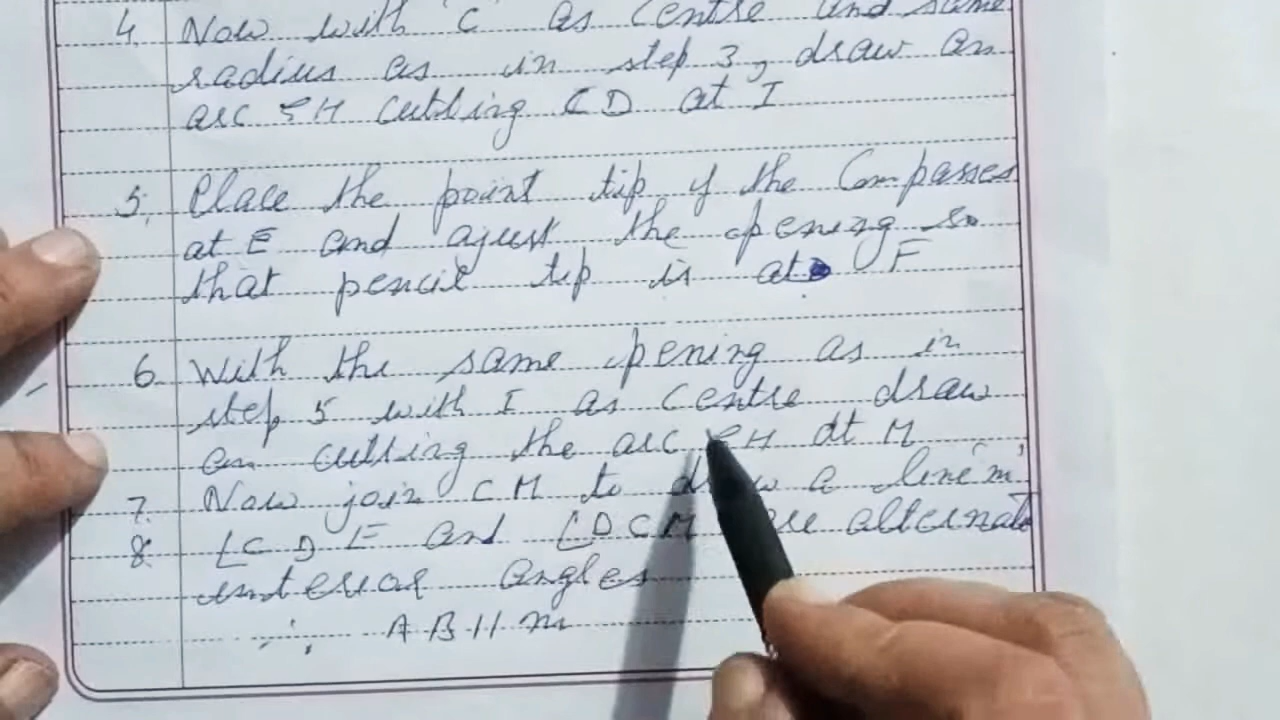 4. Now with 'C' as Centre and same
radius as in step 3, draw an
arc GH Cutting CD at I
5. Place the point tip of the Compasses
at E and ajust the opening so
that pencil tip is at F
6. With the same opening as in
step 5 with I as Centre draw
an cutting the arc GH at M
7. Now join CM to draw a line 'm'
8. ∠CDE and ∠DCM are alternate
interior angles
∴ AB || m